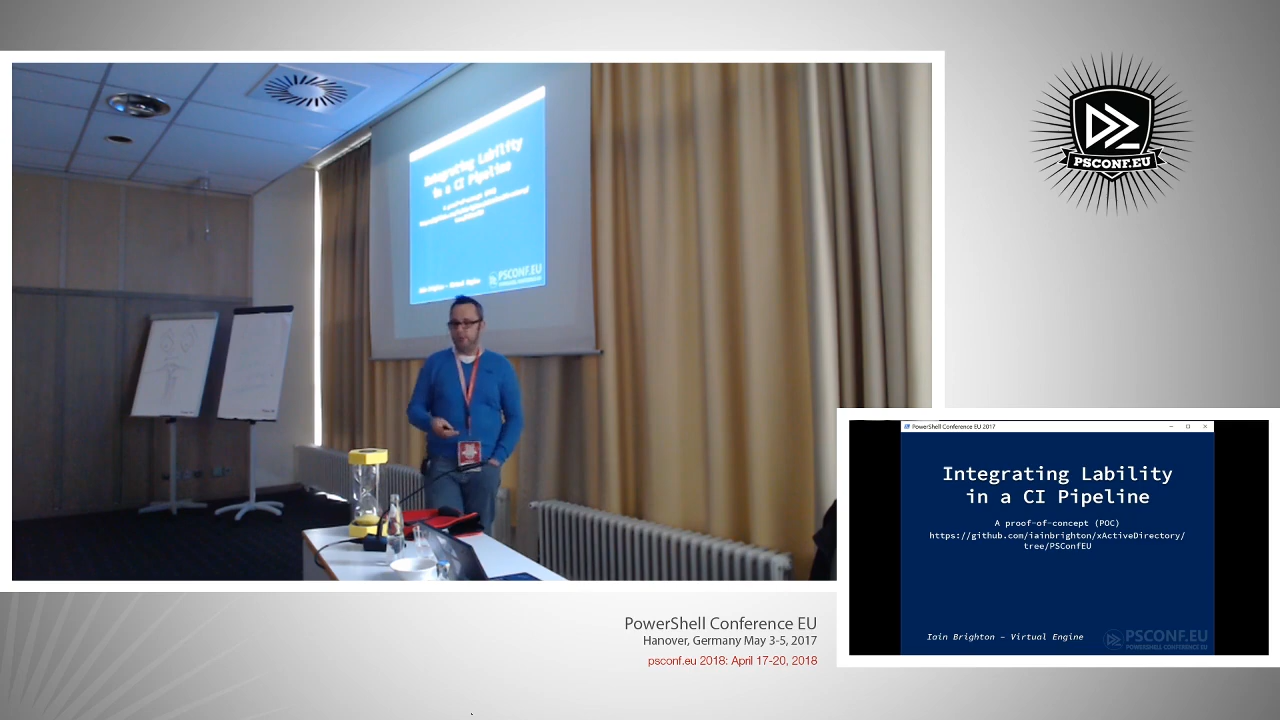 Integrating Lability
in a CI Pipeline
PSCONF.EU
PSCONF.EU
PowerShell Conference EU
Hanover, Germany May 3-5, 2017
psconf.eu 2018: April 17-20, 2018
PowerShell Conference EU 2017
Integrating Lability
in a CI Pipeline
A proof-of-concept (POC)
https://github.com/iainbrighton/xActiveDirectory/
tree/PSConfEU
Iain Brighton - Virtual Engine
PSCONF.EU
POWERSHELL CONFERENCE EU